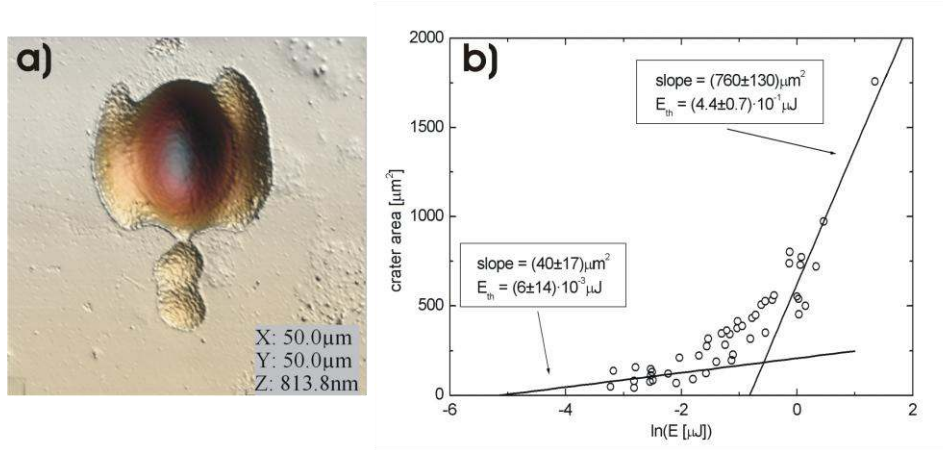 a)
X: 50.0µm
Y: 50.0µm
Z: 813.8nm
b)
2000
1500
1000
500
0
crater area [µm²]
slope = (760±130)µm²
E_th = (4.4±0.7)·10⁻¹µJ
slope = (40±17)µm²
E_th = (6±14)·10⁻³µJ
-6 -4 -2 0 2
ln(E [µJ])